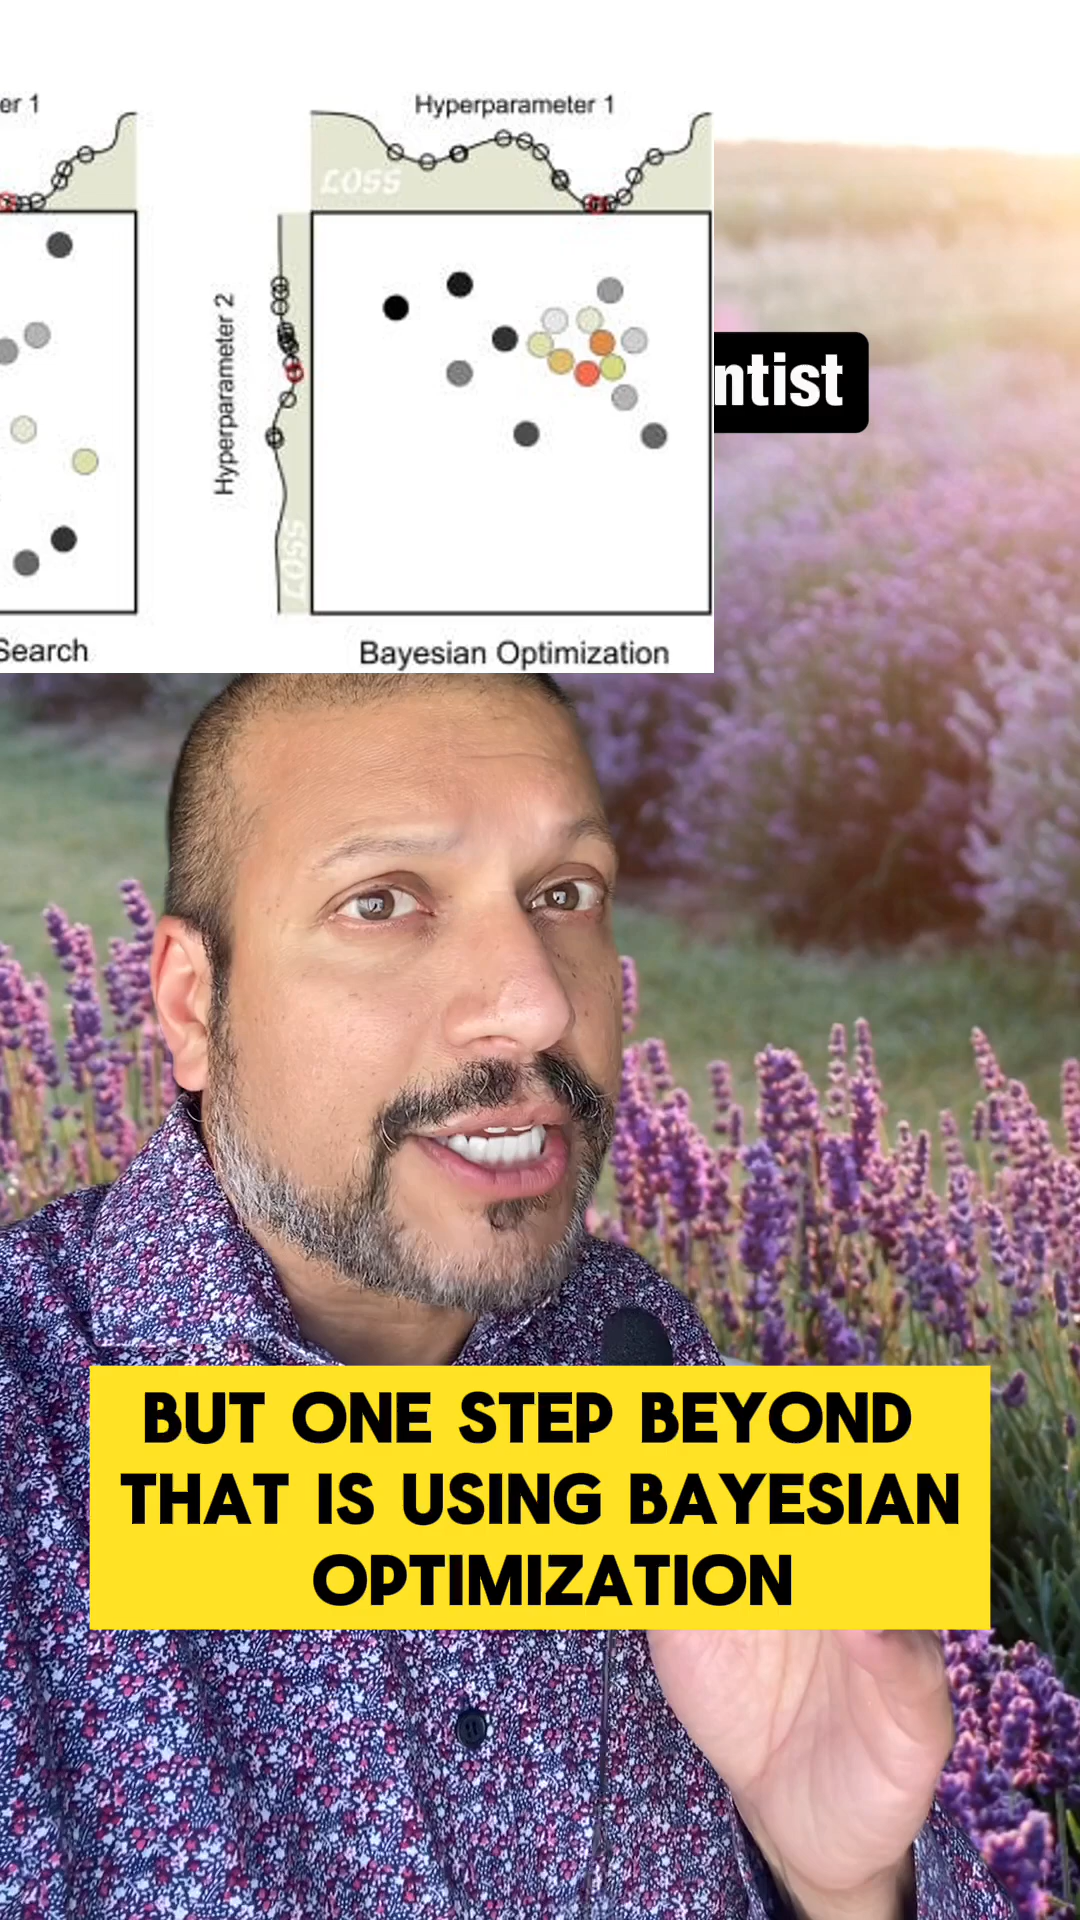 er 1
Hyperparameter 1
LOSS
Hyperparameter 2
LOSS
ntist
Search
Bayesian Optimization
BUT ONE STEP BEYOND
THAT IS USING BAYESIAN
OPTIMIZATION